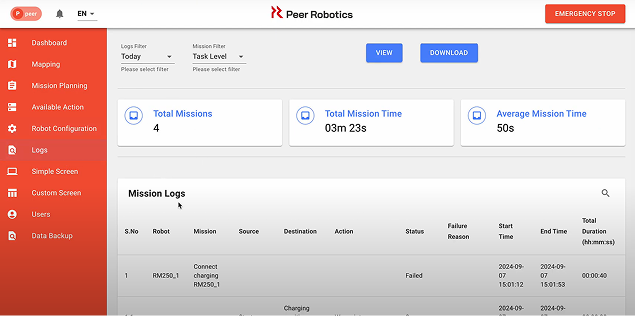 P peer
EN
Peer Robotics
EMERGENCY STOP
Dashboard
Mapping
Mission Planning
Available Action
Robot Configuration
Logs
Simple Screen
Custom Screen
Users
Data Backup
Logs Filter
Mission Filter
Today
Task Level
Please select filter
Please select filter
VIEW
DOWNLOAD
Total Missions
4
Total Mission Time
03m 23s
Average Mission Time
50s
Mission Logs
S.No
Robot
Mission
Source
Destination
Action
Status
Failure
Reason
Start
Time
End Time
Total
Duration
(hh:mm:ss)
1
RM250_1
Connect
charging
RM250_1
Failed
2024-09-
07
15:01:12
2024-09-
07
15:01:53
00:00:40
Charging
2024-09-
2024-09-